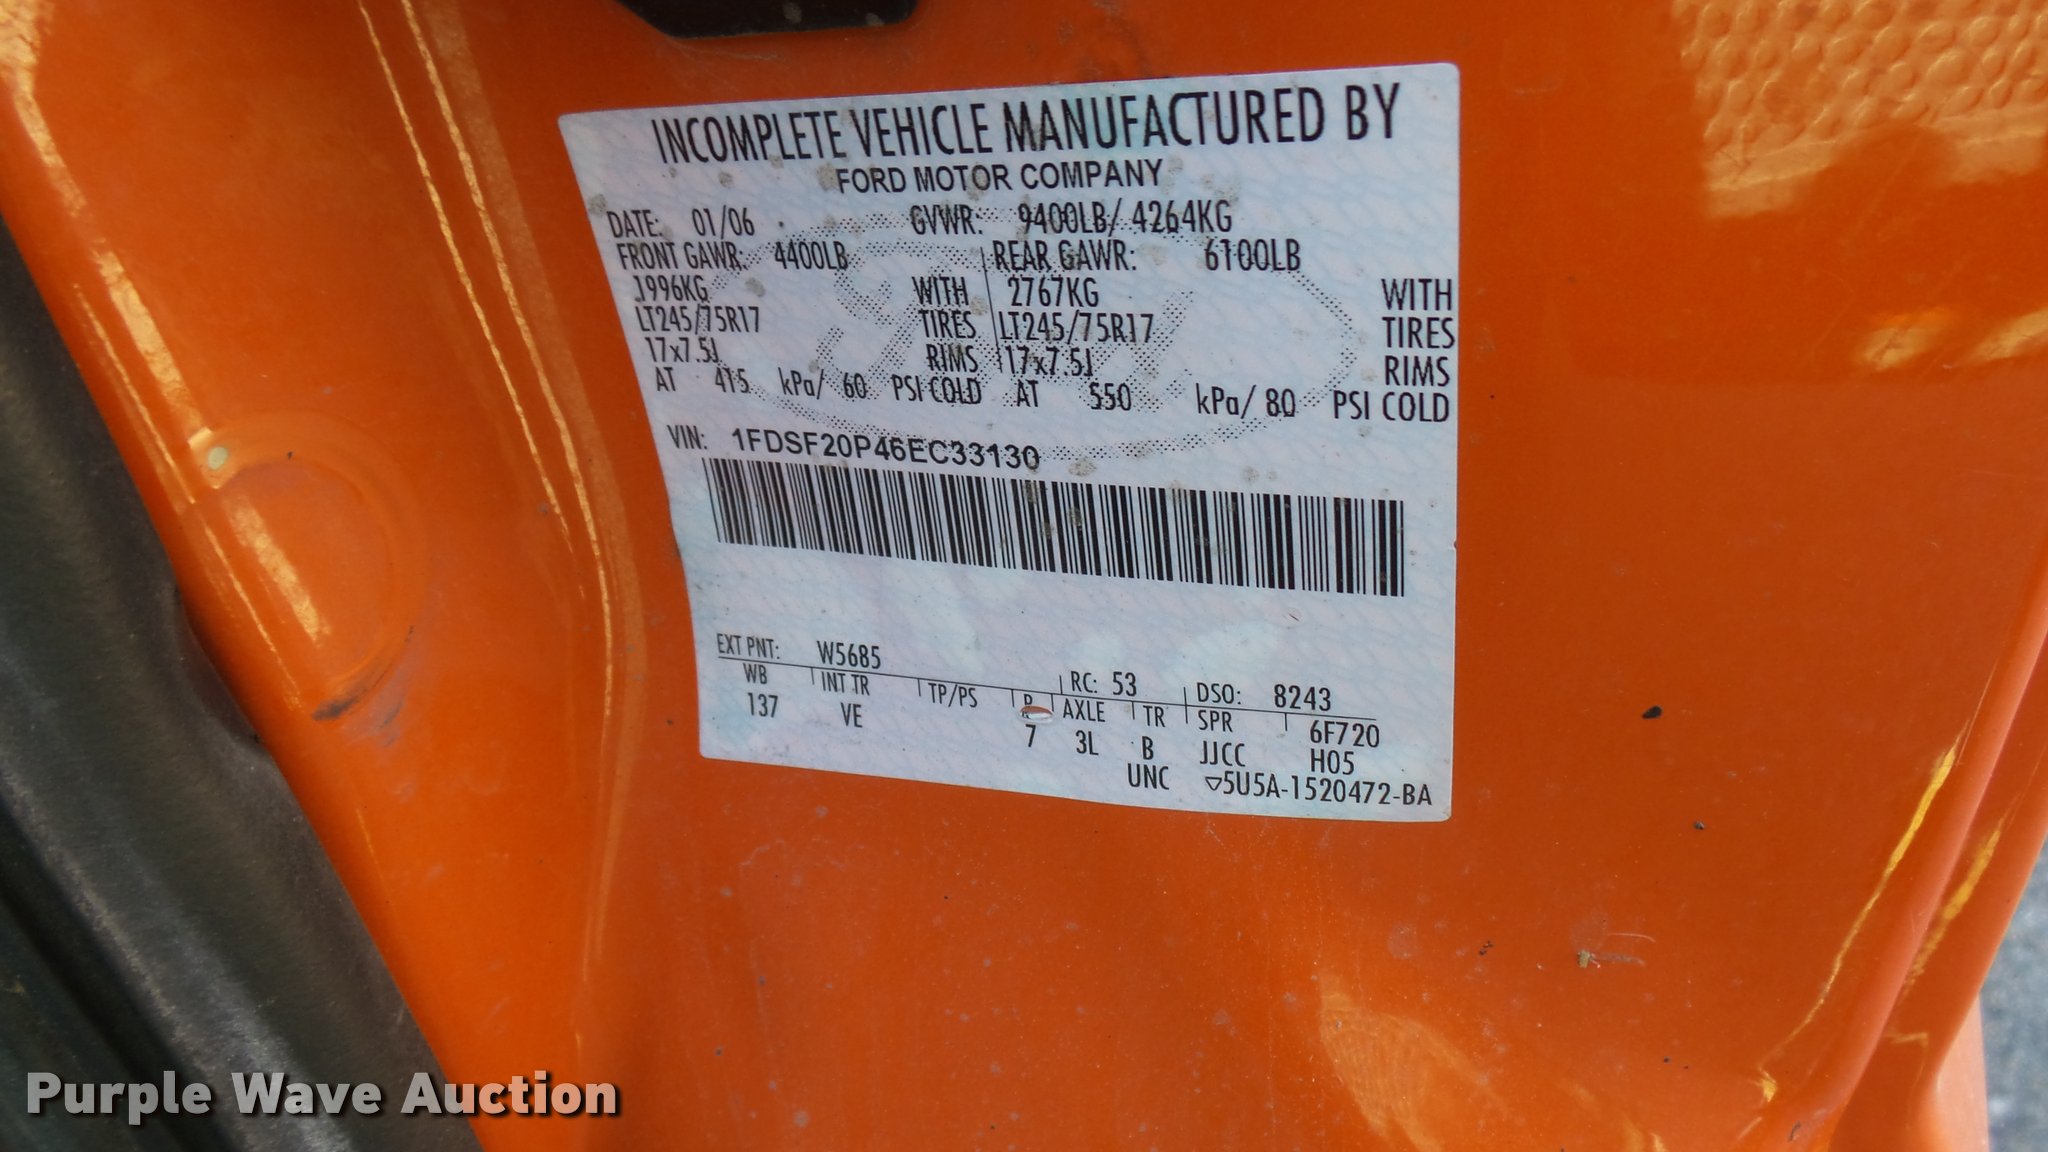 INCOMPLETE VEHICLE MANUFACTURED BY
FORD MOTOR COMPANY
DATE: 01/06 GVWR: 9400LB/ 4264KG
FRONT GAWR: 4400LB REAR GAWR: 6100LB
1996KG WITH 2767KG WITH
LT245/75R17 TIRES LT245/75R17 TIRES
17x7.5J RIMS 17x7.5J RIMS
AT 415 kPa/ 60 PSI COLD AT 550 kPa/ 80 PSI COLD
VIN: 1FDSF20P46EC33130
EXT PNT: W5685 RC: 53 DSO: 8243
WB INT TR TP/PS R AXLE TR SPR 6F720
137 VE 7 3L B JJCC H05
UNC ▽5U5A-1520472-BA
Purple Wave Auction